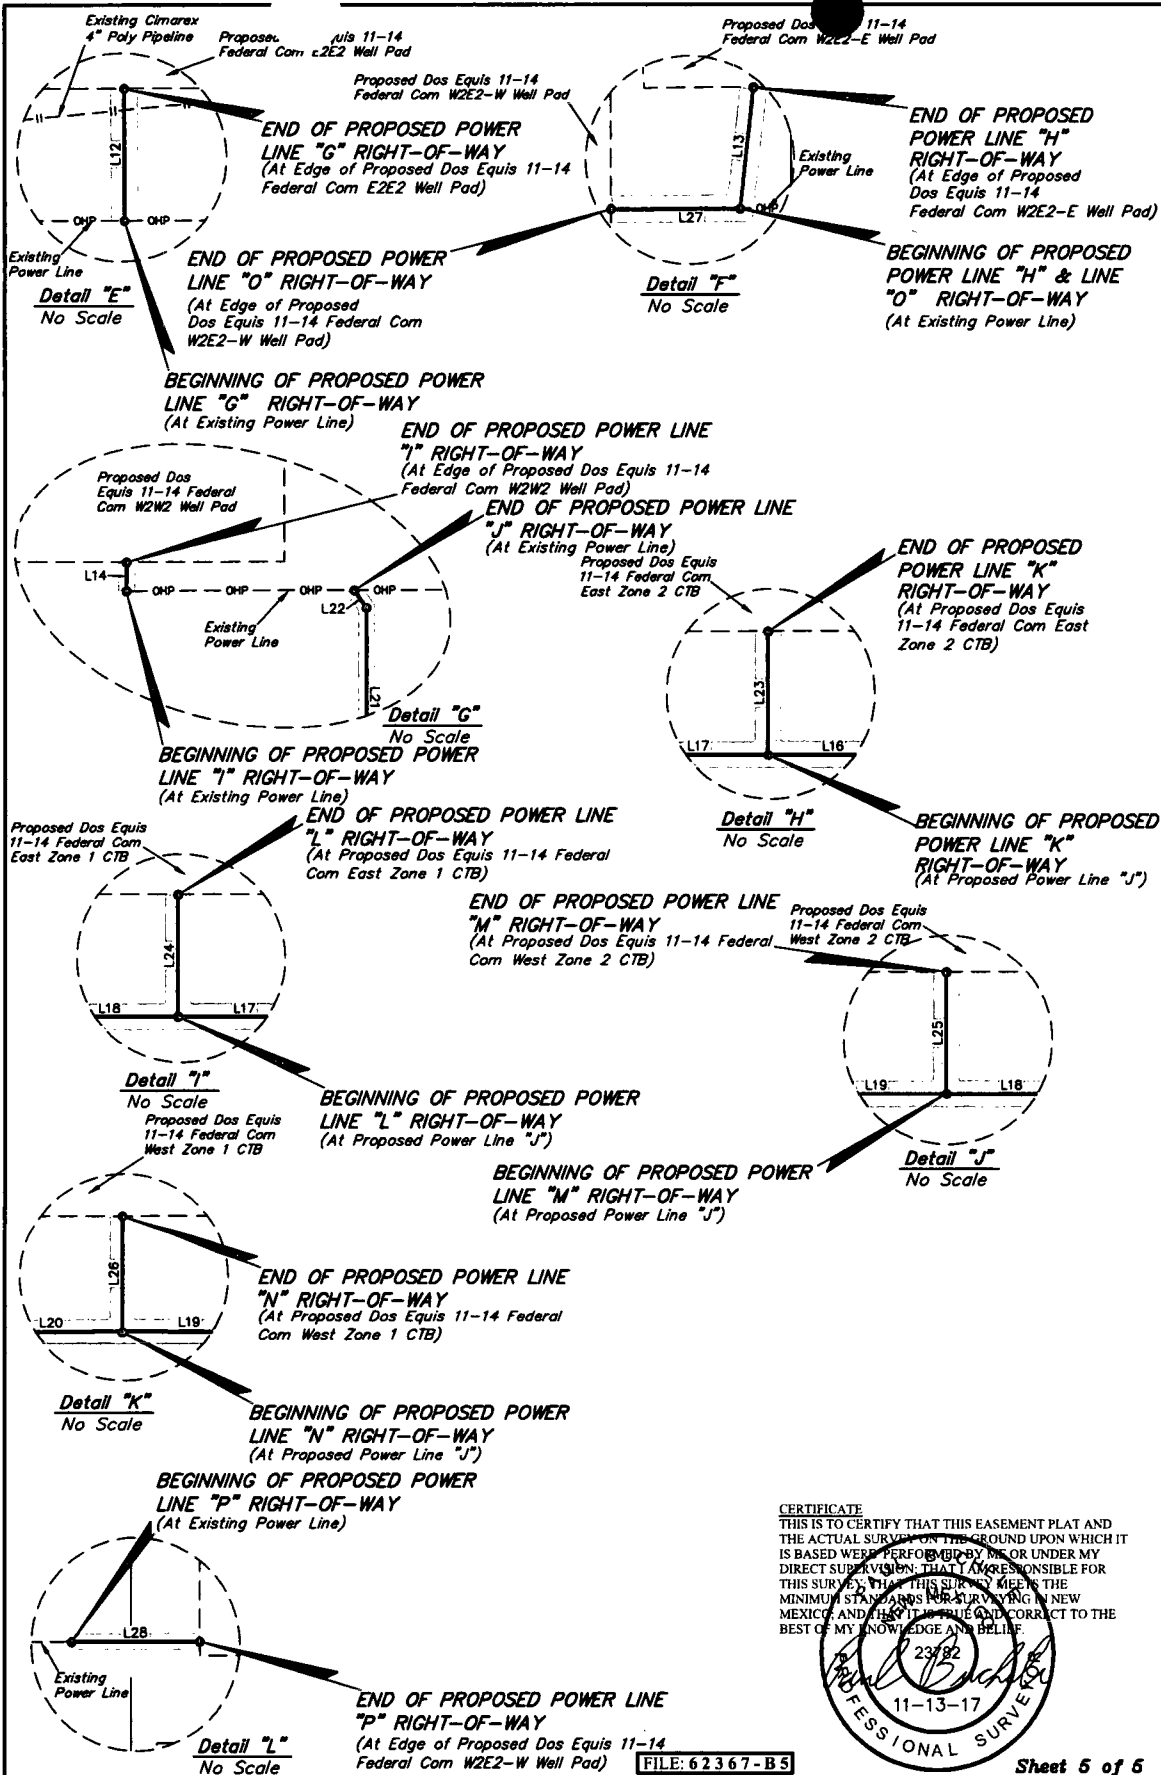 Existing Cimarex
4" Poly Pipeline
Federal Com E2E2 Well Pad
L12
OHP
OHP
Existing
Power Line
Detail "E"
No Scale
END OF PROPOSED POWER
LINE "G" RIGHT-OF-WAY
(At Edge of Proposed Dos Equis 11-14
Federal Com E2E2 Well Pad)
BEGINNING OF PROPOSED POWER
LINE "G" RIGHT-OF-WAY
(At Existing Power Line)
11-14
Federal Com W2E2-E Well Pad
Proposed Dos Equis 11-14
Federal Com W2E2-W Well Pad
L13
Existing
Power Line
OHP
L27
Detail "F"
No Scale
END OF PROPOSED
POWER LINE "H"
RIGHT-OF-WAY
(At Edge of Proposed
Dos Equis 11-14
Federal Com W2E2-E Well Pad)
END OF PROPOSED POWER
LINE "O" RIGHT-OF-WAY
(At Edge of Proposed
Dos Equis 11-14 Federal Com
W2E2-W Well Pad)
BEGINNING OF PROPOSED
POWER LINE "H" & LINE
"O" RIGHT-OF-WAY
(At Existing Power Line)
Proposed Dos
Equis 11-14 Federal
Com W2W2 Well Pad
L14
OHP
OHP
OHP
OHP
Existing
Power Line
L22
L21
Detail "G"
No Scale
END OF PROPOSED POWER LINE
"I" RIGHT-OF-WAY
(At Edge of Proposed Dos Equis 11-14
Federal Com W2W2 Well Pad)
END OF PROPOSED POWER LINE
"J" RIGHT-OF-WAY
(At Existing Power Line)
BEGINNING OF PROPOSED POWER
LINE "I" RIGHT-OF-WAY
(At Existing Power Line)
Proposed Dos Equis
11-14 Federal Com
East Zone 2 CTB
L23
L17
L16
Detail "H"
No Scale
END OF PROPOSED
POWER LINE "K"
RIGHT-OF-WAY
(At Proposed Dos Equis
11-14 Federal Com East
Zone 2 CTB)
BEGINNING OF PROPOSED
POWER LINE "K"
RIGHT-OF-WAY
(At Proposed Power Line "J")
Proposed Dos Equis
11-14 Federal Com
East Zone 1 CTB
L24
L18
L17
Detail "I"
No Scale
END OF PROPOSED POWER LINE
"L" RIGHT-OF-WAY
(At Proposed Dos Equis 11-14 Federal
Com East Zone 1 CTB)
BEGINNING OF PROPOSED POWER
LINE "L" RIGHT-OF-WAY
(At Proposed Power Line "J")
END OF PROPOSED POWER LINE
"M" RIGHT-OF-WAY
(At Proposed Dos Equis 11-14 Federal
Com West Zone 2 CTB)
Proposed Dos Equis
11-14 Federal Com
West Zone 2 CTB
L25
L19
L18
Detail "J"
No Scale
BEGINNING OF PROPOSED POWER
LINE "M" RIGHT-OF-WAY
(At Proposed Power Line "J")
Proposed Dos Equis
11-14 Federal Com
West Zone 1 CTB
L26
L20
L19
Detail "K"
No Scale
END OF PROPOSED POWER LINE
"N" RIGHT-OF-WAY
(At Proposed Dos Equis 11-14 Federal
Com West Zone 1 CTB)
BEGINNING OF PROPOSED POWER
LINE "N" RIGHT-OF-WAY
(At Proposed Power Line "J")
BEGINNING OF PROPOSED POWER
LINE "P" RIGHT-OF-WAY
(At Existing Power Line)
L28
Existing
Power Line
Detail "L"
No Scale
END OF PROPOSED POWER LINE
"P" RIGHT-OF-WAY
(At Edge of Proposed Dos Equis 11-14
Federal Com W2E2-W Well Pad)
CERTIFICATE
THIS IS TO CERTIFY THAT THIS EASEMENT PLAT AND
THE ACTUAL SURVEY ON THE GROUND UPON WHICH IT
IS BASED WERE PERFORMED BY ME OR UNDER MY
DIRECT SUPERVISION; THAT I AM RESPONSIBLE FOR
THIS SURVEY; THAT THIS SURVEY MEETS THE
MINIMUM STANDARDS FOR SURVEYING IN NEW
MEXICO; AND THAT IT IS TRUE AND CORRECT TO THE
BEST OF MY KNOWLEDGE AND BELIEF.
NEW MEXICO
23782
11-13-17
PROFESSIONAL SURVEYOR
FILE: 62367-B5
Sheet 5 of 6